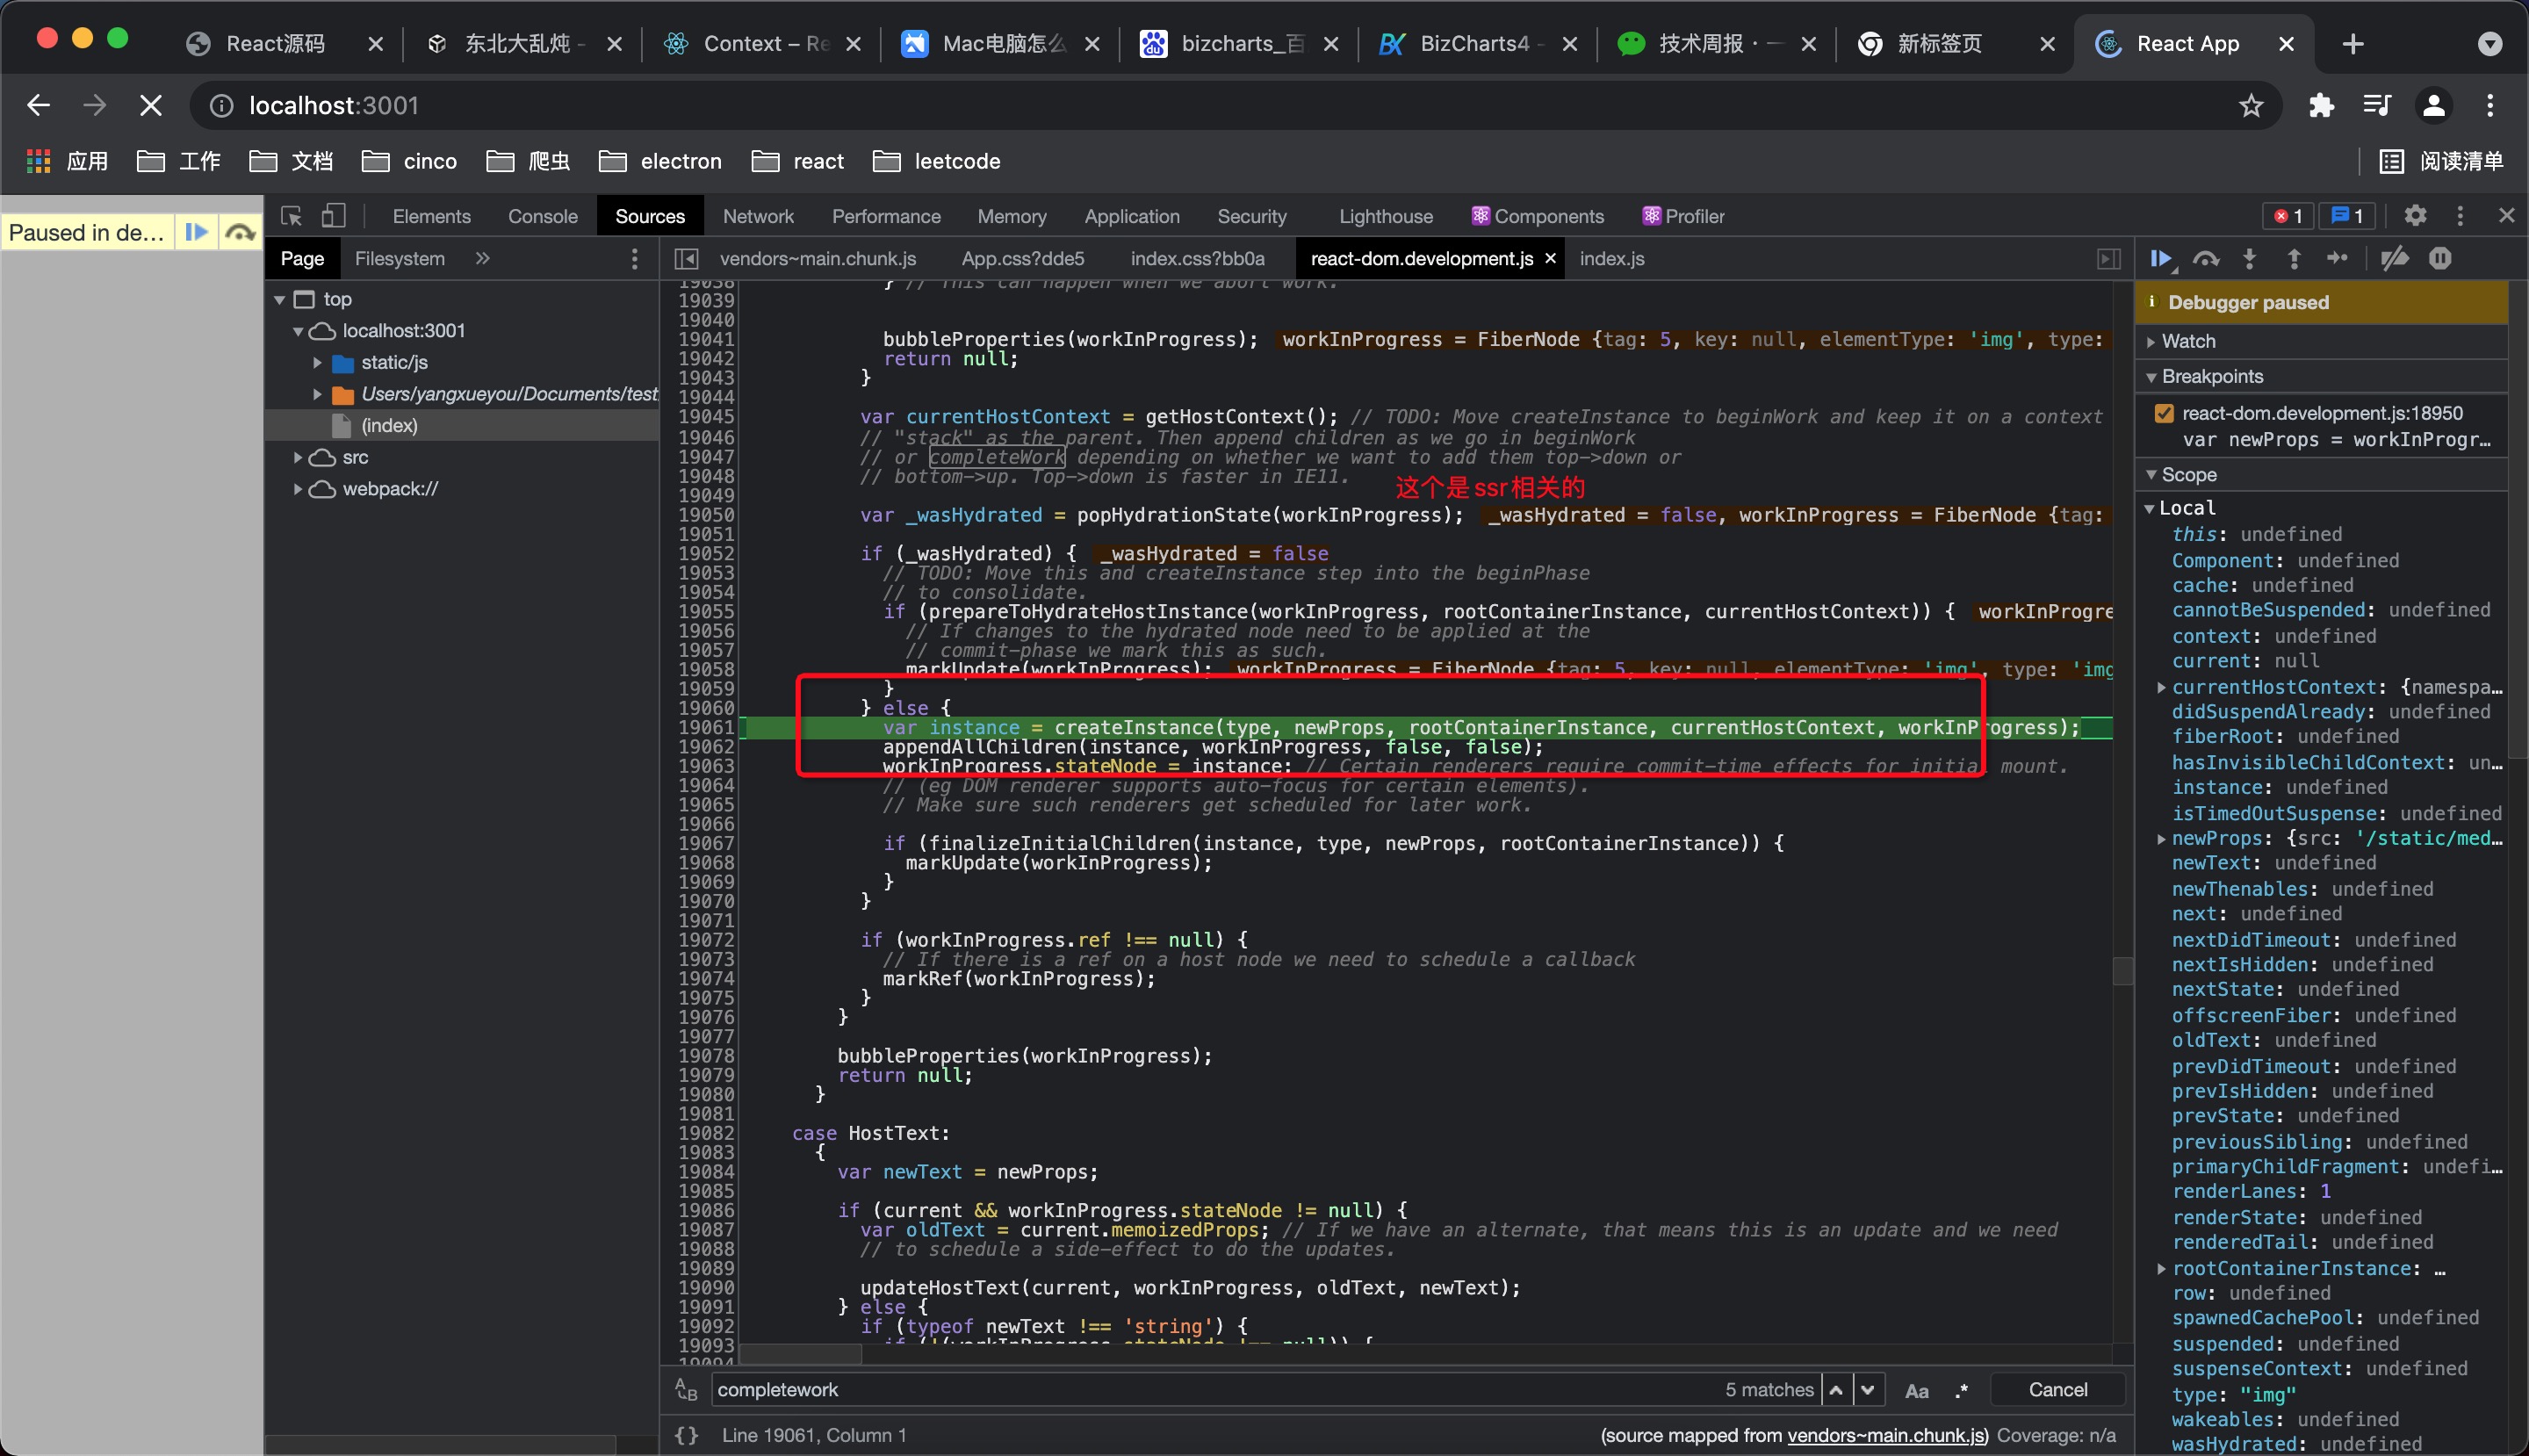 React源码
东北大乱炖 -
Context – Re
Mac电脑怎么
bizcharts_百
BizCharts4 -
技术周报 · 一
新标签页
React App
localhost:3001
应用
工作
文档
cinco
爬虫
electron
react
leetcode
阅读清单
Paused in de...
Elements
Console
Sources
Network
Performance
Memory
Application
Security
Lighthouse
Components
Profiler
1
1
Page
Filesystem
top
localhost:3001
static/js
Users/yangxueyou/Documents/test
(index)
src
webpack://
vendors~main.chunk.js
App.css?dde5
index.css?bb0a
react-dom.development.js
index.js
19038 } // This can happen when we abort work.
19039
19040
19041 bubbleProperties(workInProgress); workInProgress = FiberNode {tag: 5, key: null, elementType: 'img', type:
19042 return null;
19043 }
19044
19045 var currentHostContext = getHostContext(); // TODO: Move createInstance to beginWork and keep it on a context
19046 // "stack" as the parent. Then append children as we go in beginWork
19047 // or completeWork depending on whether we want to add them top->down or
19048 // bottom->up. Top->down is faster in IE11.
这个是ssr相关的
19049
19050 var _wasHydrated = popHydrationState(workInProgress); _wasHydrated = false, workInProgress = FiberNode {tag:
19051
19052 if (_wasHydrated) { _wasHydrated = false
19053 // TODO: Move this and createInstance step into the beginPhase
19054 // to consolidate.
19055 if (prepareToHydrateHostInstance(workInProgress, rootContainerInstance, currentHostContext)) { workInProgre
19056 // If changes to the hydrated node need to be applied at the
19057 // commit-phase we mark this as such.
19058 markUpdate(workInProgress); workInProgress = FiberNode {tag: 5, key: null, elementType: 'img', type: 'img
19059 }
19060 } else {
19061 var instance = createInstance(type, newProps, rootContainerInstance, currentHostContext, workInProgress);
19062 appendAllChildren(instance, workInProgress, false, false);
19063 workInProgress.stateNode = instance; // Certain renderers require commit-time effects for initial mount.
19064 // (eg DOM renderer supports auto-focus for certain elements).
19065 // Make sure such renderers get scheduled for later work.
19066
19067 if (finalizeInitialChildren(instance, type, newProps, rootContainerInstance)) {
19068 markUpdate(workInProgress);
19069 }
19070 }
19071
19072 if (workInProgress.ref !== null) {
19073 // If there is a ref on a host node we need to schedule a callback
19074 markRef(workInProgress);
19075 }
19076 }
19077
19078 bubbleProperties(workInProgress);
19079 return null;
19080 }
19081
19082 case HostText:
19083 {
19084 var newText = newProps;
19085
19086 if (current && workInProgress.stateNode != null) {
19087 var oldText = current.memoizedProps; // If we have an alternate, that means this is an update and we need
19088 // to schedule a side-effect to do the updates.
19089
19090 updateHostText(current, workInProgress, oldText, newText);
19091 } else {
19092 if (typeof newText !== 'string') {
19093 if (!(workInProgress.stateNode !== null)) {
19094
completework
5 matches
Aa
.*
Cancel
{} Line 19061, Column 1
(source mapped from vendors~main.chunk.js) Coverage: n/a
Debugger paused
Watch
Breakpoints
react-dom.development.js:18950
var newProps = workInProgr…
Scope
Local
this: undefined
Component: undefined
cache: undefined
cannotBeSuspended: undefined
context: undefined
current: null
currentHostContext: {namespa…
didSuspendAlready: undefined
fiberRoot: undefined
hasInvisibleChildContext: un…
instance: undefined
isTimedOutSuspense: undefined
newProps: {src: '/static/med…
newText: undefined
newThenables: undefined
next: undefined
nextDidTimeout: undefined
nextIsHidden: undefined
nextState: undefined
offscreenFiber: undefined
oldText: undefined
prevDidTimeout: undefined
prevIsHidden: undefined
prevState: undefined
previousSibling: undefined
primaryChildFragment: undefi…
renderLanes: 1
renderState: undefined
renderedTail: undefined
rootContainerInstance: …
row: undefined
spawnedCachePool: undefined
suspended: undefined
suspenseContext: undefined
type: "img"
wakeables: undefined
wasHydrated: undefined